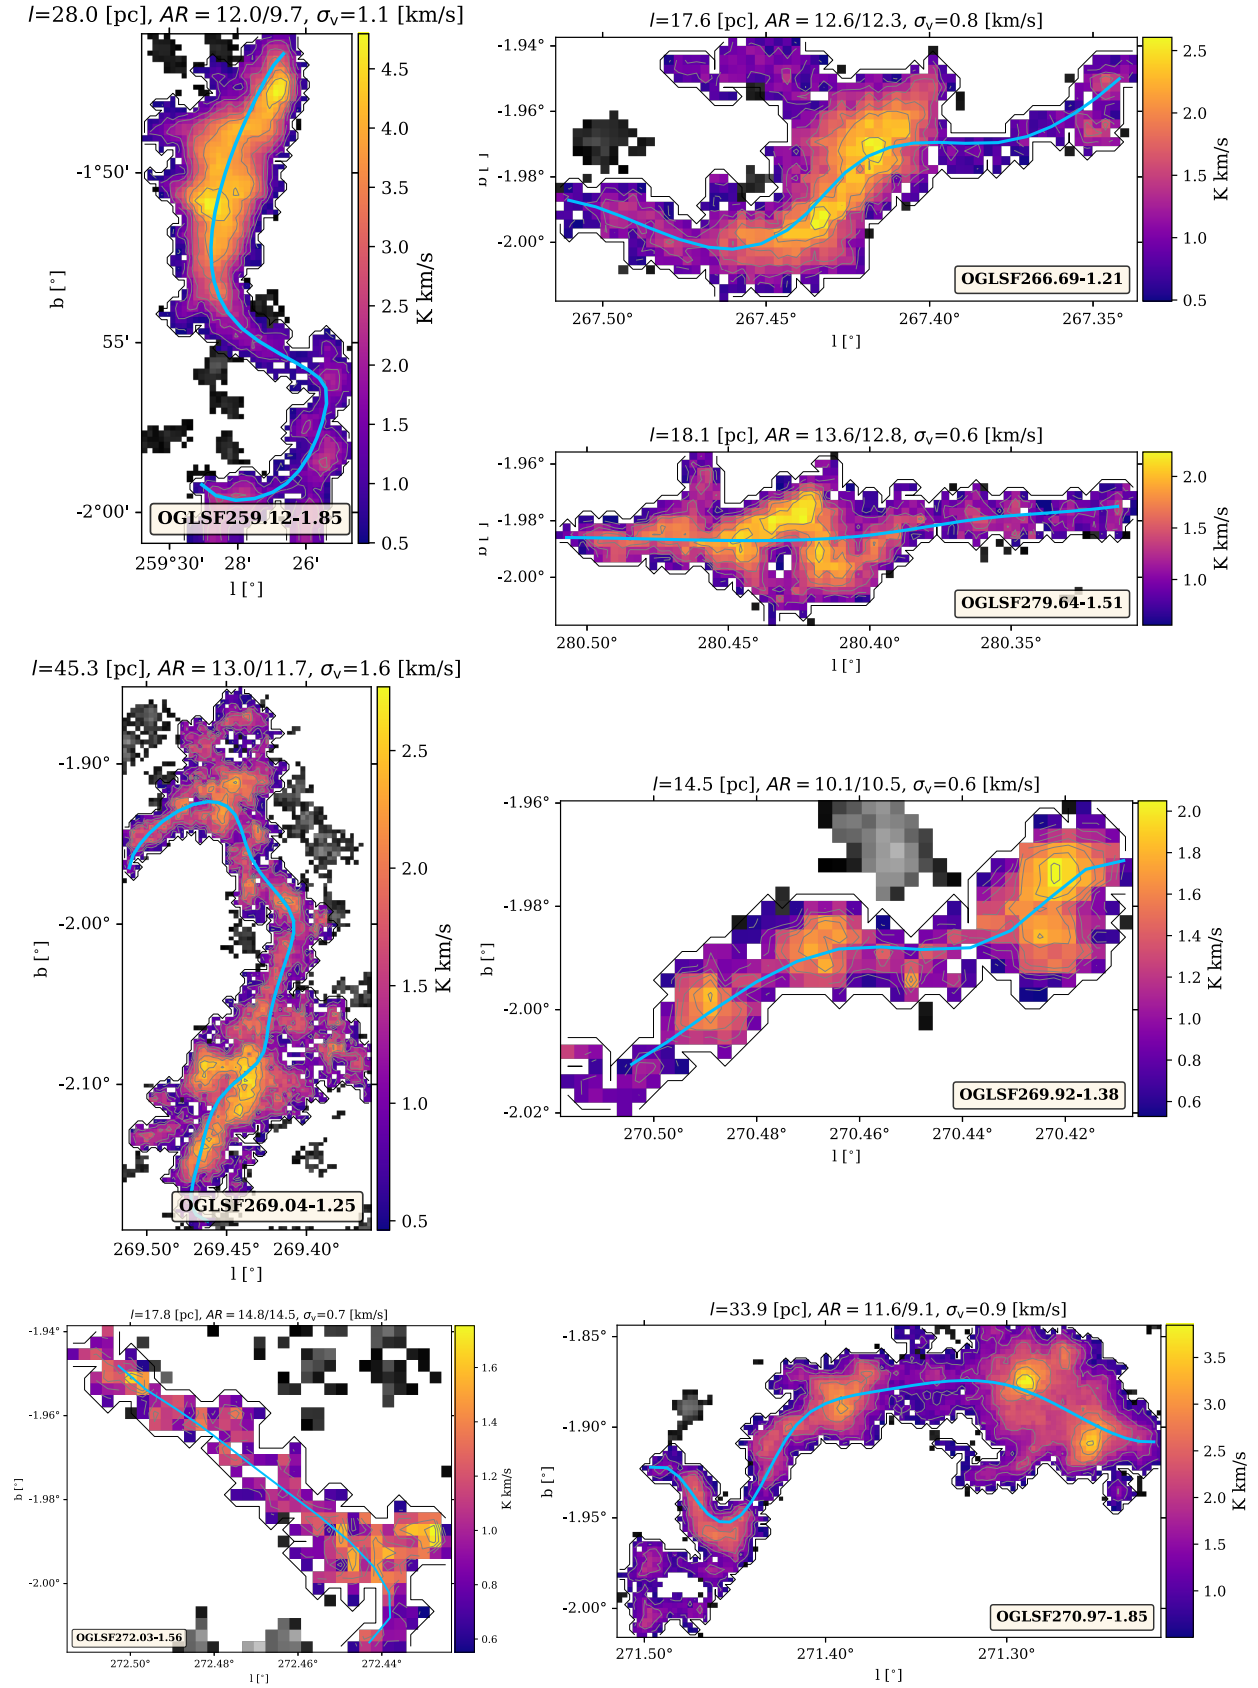 l=28.0 [pc], AR = 12.0/9.7, σv=1.1 [km/s]
-1°50'
55'
-2°00'
b [°]
259°30'
28'
26'
l [°]
OGLSF259.12-1.85
4.5
4.0
3.5
3.0
2.5
2.0
1.5
1.0
0.5
K km/s
l=17.6 [pc], AR = 12.6/12.3, σv=0.8 [km/s]
-1.94°
-1.96°
-1.98°
-2.00°
b [°]
267.50°
267.45°
267.40°
267.35°
l [°]
OGLSF266.69-1.21
2.5
2.0
1.5
1.0
0.5
K km/s
l=18.1 [pc], AR = 13.6/12.8, σv=0.6 [km/s]
-1.96°
-1.98°
-2.00°
b [°]
280.50°
280.45°
280.40°
280.35°
l [°]
OGLSF279.64-1.51
2.0
1.5
1.0
K km/s
l=45.3 [pc], AR = 13.0/11.7, σv=1.6 [km/s]
-1.90°
-2.00°
-2.10°
b [°]
269.50°
269.45°
269.40°
l [°]
OGLSF269.04-1.25
2.5
2.0
1.5
1.0
0.5
K km/s
l=14.5 [pc], AR = 10.1/10.5, σv=0.6 [km/s]
-1.96°
-1.98°
-2.00°
-2.02°
b [°]
270.50°
270.48°
270.46°
270.44°
270.42°
l [°]
OGLSF269.92-1.38
2.0
1.8
1.6
1.4
1.2
1.0
0.8
0.6
K km/s
l=17.8 [pc], AR = 14.8/14.5, σv=0.7 [km/s]
-1.94°
-1.96°
-1.98°
-2.00°
b [°]
272.50°
272.48°
272.46°
272.44°
l [°]
OGLSF272.03-1.56
1.6
1.4
1.2
1.0
0.8
0.6
K km/s
l=33.9 [pc], AR = 11.6/9.1, σv=0.9 [km/s]
-1.85°
-1.90°
-1.95°
-2.00°
b [°]
271.50°
271.40°
271.30°
l [°]
OGLSF270.97-1.85
3.5
3.0
2.5
2.0
1.5
1.0
K km/s